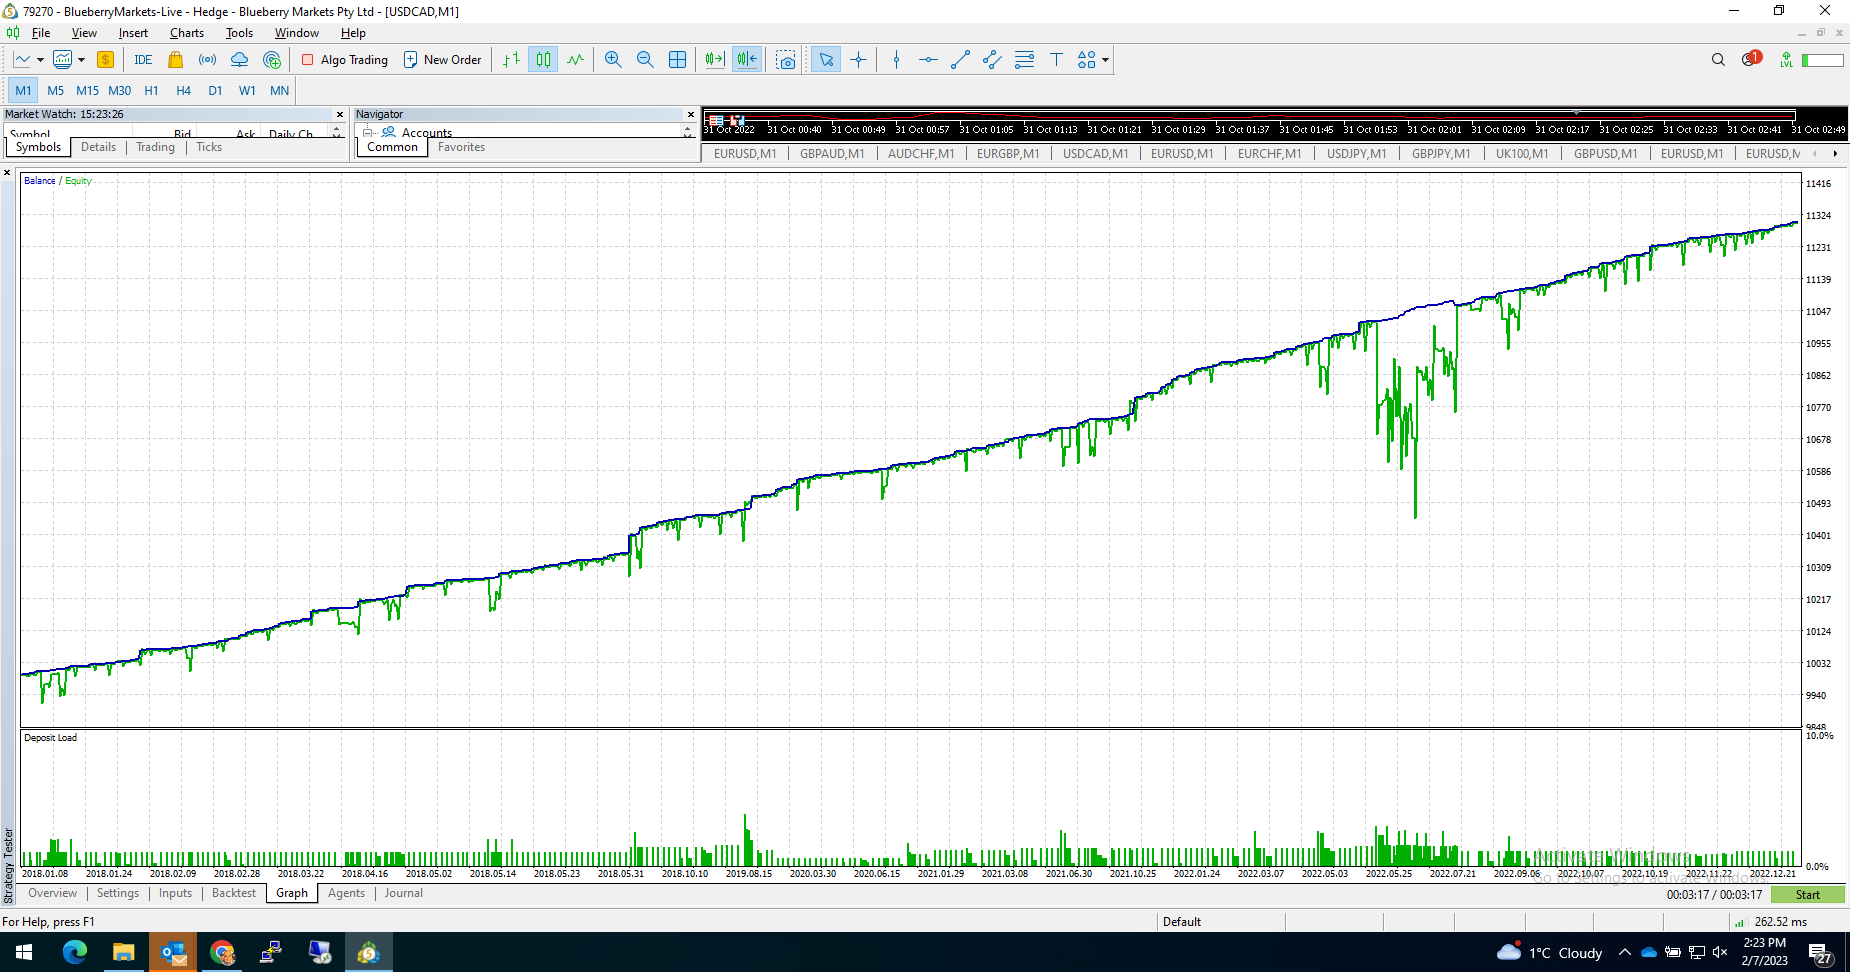 79270 - BlueberryMarkets-Live - Hedge - Blueberry Markets Pty Ltd - [USDCAD,M1]
File View Insert Charts Tools Window Help
IDE Algo Trading New Order 1 LVL
M1 M5 M15 M30 H1 H4 D1 W1 MN
Market Watch: 15:23:26
Symbol Bid Ask Daily Ch...
Symbols Details Trading Ticks
Navigator
Accounts
Common Favorites
31 Oct 2022 31 Oct 00:40 31 Oct 00:49 31 Oct 00:57 31 Oct 01:05 31 Oct 01:13 31 Oct 01:21 31 Oct 01:29 31 Oct 01:37 31 Oct 01:45 31 Oct 01:53 31 Oct 02:01 31 Oct 02:09 31 Oct 02:17 31 Oct 02:25 31 Oct 02:33 31 Oct 02:41 31 Oct 02:49
EURUSD,M1 GBPAUD,M1 AUDCHF,M1 EURGBP,M1 USDCAD,M1 EURUSD,M1 EURCHF,M1 USDJPY,M1 GBPJPY,M1 UK100,M1 GBPUSD,M1 EURUSD,M1 EURUSD,M
Balance / Equity
11416
11324
11231
11139
11047
10955
10862
10770
10678
10586
10493
10401
10309
10217
10124
10032
9940
9848
Deposit Load
10.0%
0.0%
2018.01.08 2018.01.24 2018.02.09 2018.02.28 2018.03.22 2018.04.16 2018.05.02 2018.05.14 2018.05.23 2018.05.31 2018.10.10 2019.08.15 2020.03.30 2020.06.15 2021.01.29 2021.03.08 2021.06.30 2021.10.25 2022.01.24 2022.03.07 2022.05.03 2022.05.25 2022.07.21 2022.09.06 2022.10.07 2022.10.19 2022.11.22 2022.12.21
Activate Windows
Go to Settings to activate Windows.
Strategy Tester
Overview Settings Inputs Backtest Graph Agents Journal
00:03:17 / 00:03:17 Start
For Help, press F1 Default 262.52 ms
1°C Cloudy
2:23 PM
2/7/2023
27